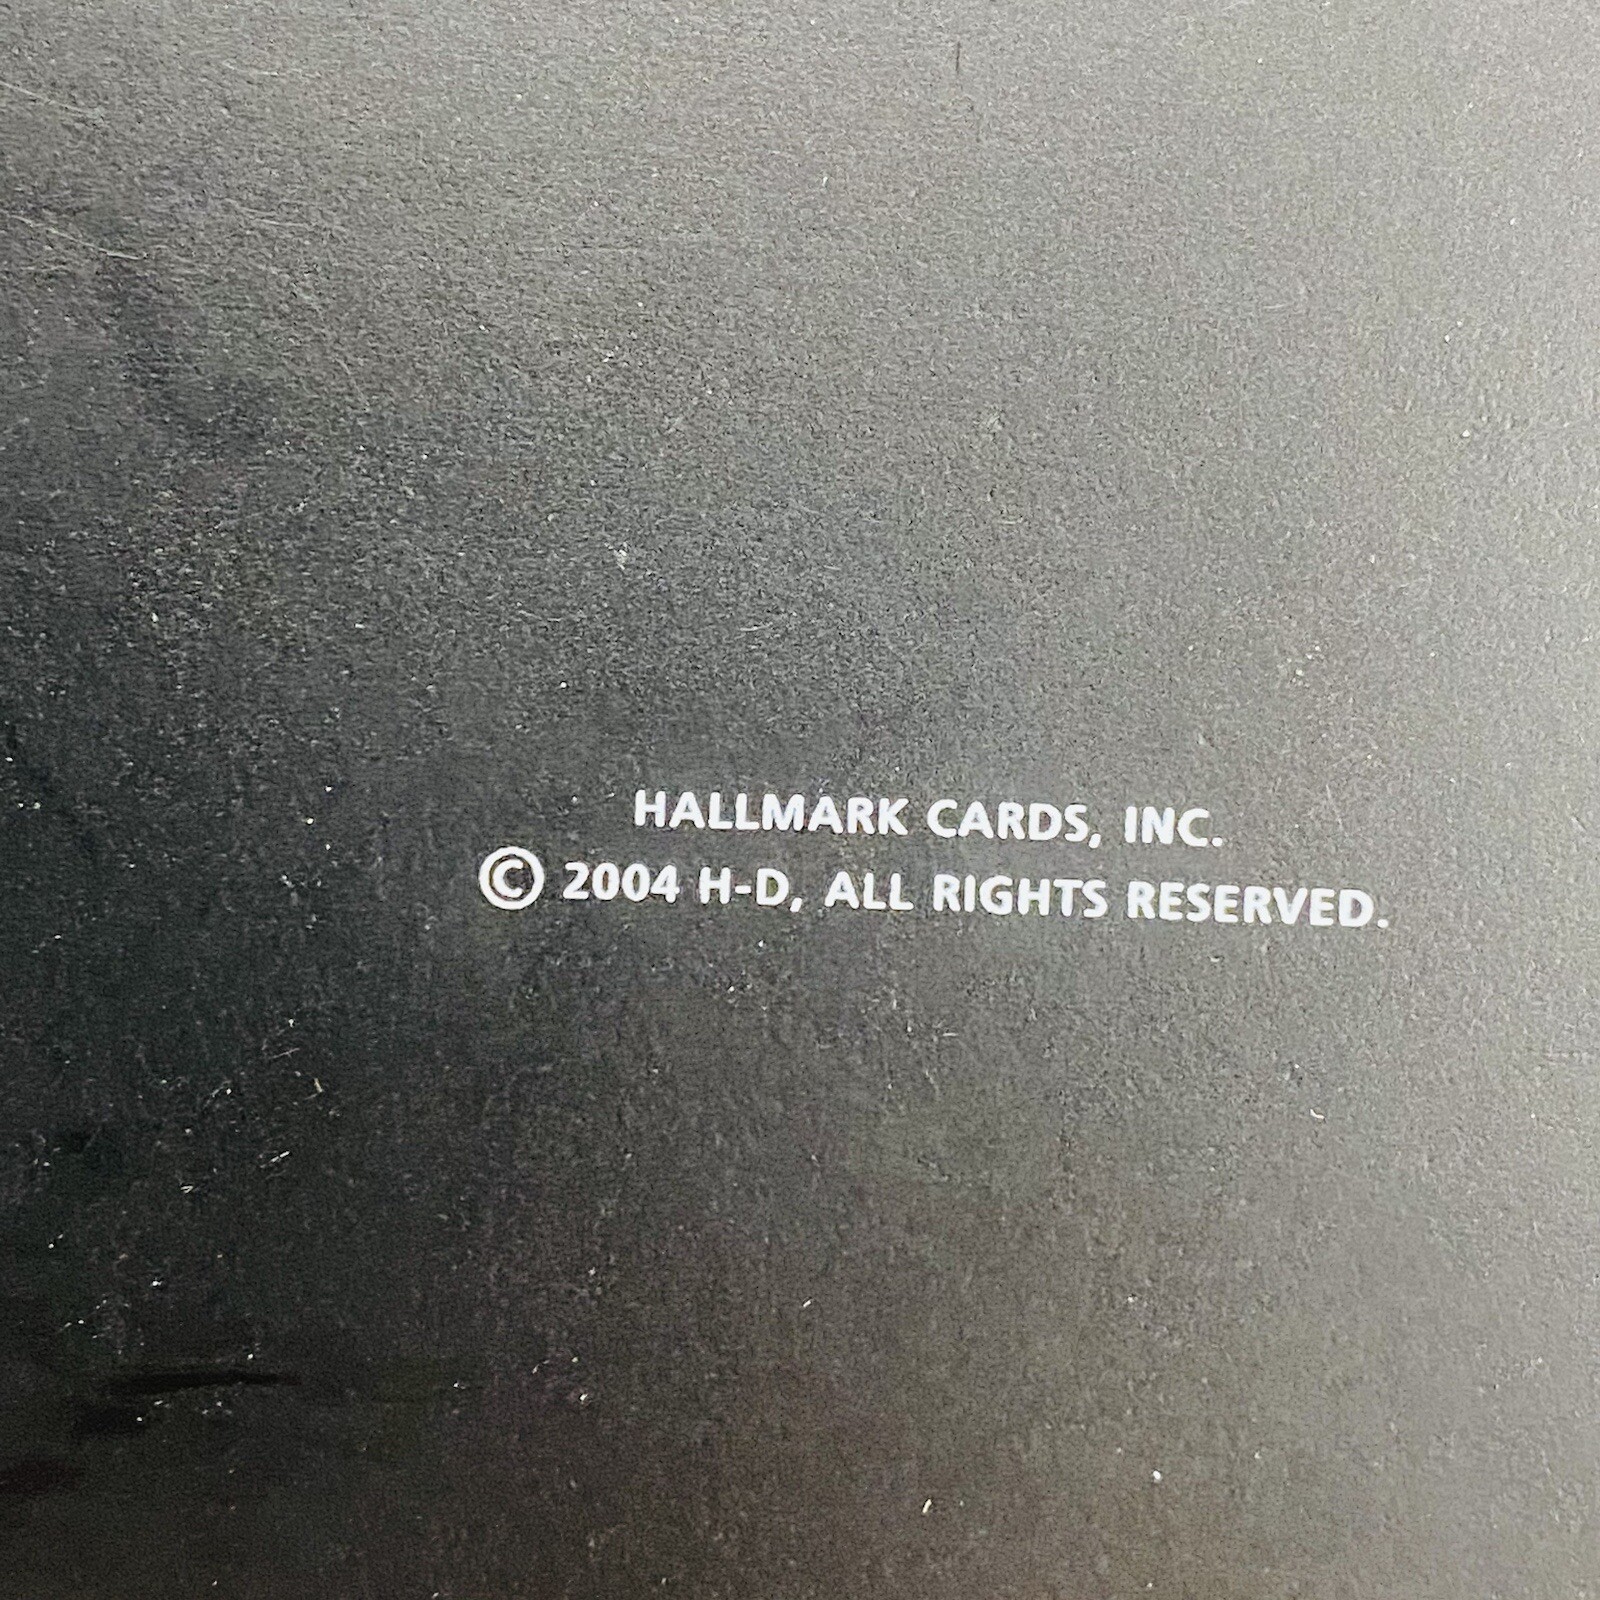 HALLMARK CARDS, INC.
© 2004 H-D, ALL RIGHTS RESERVED.